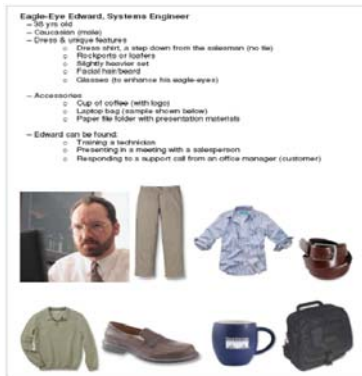 Eagle-Eye Edward, Systems Engineer
– 38 yrs old
– Caucasian (male)
– Dress & unique features
o Dress shirt, a step down from the salesman (no tie)
o Rockports or loafers
o Slightly heavier set
o Facial hair/beard
o Glasses (to enhance his eagle-eyes)
– Accessories
o Cup of coffee (with logo)
o Laptop bag (sample shown below)
o Paper file folder with presentation materials
– Edward can be found:
o Training a technician
o Presenting in a meeting with a salesperson
o Responding to a support call from an office manager (customer)